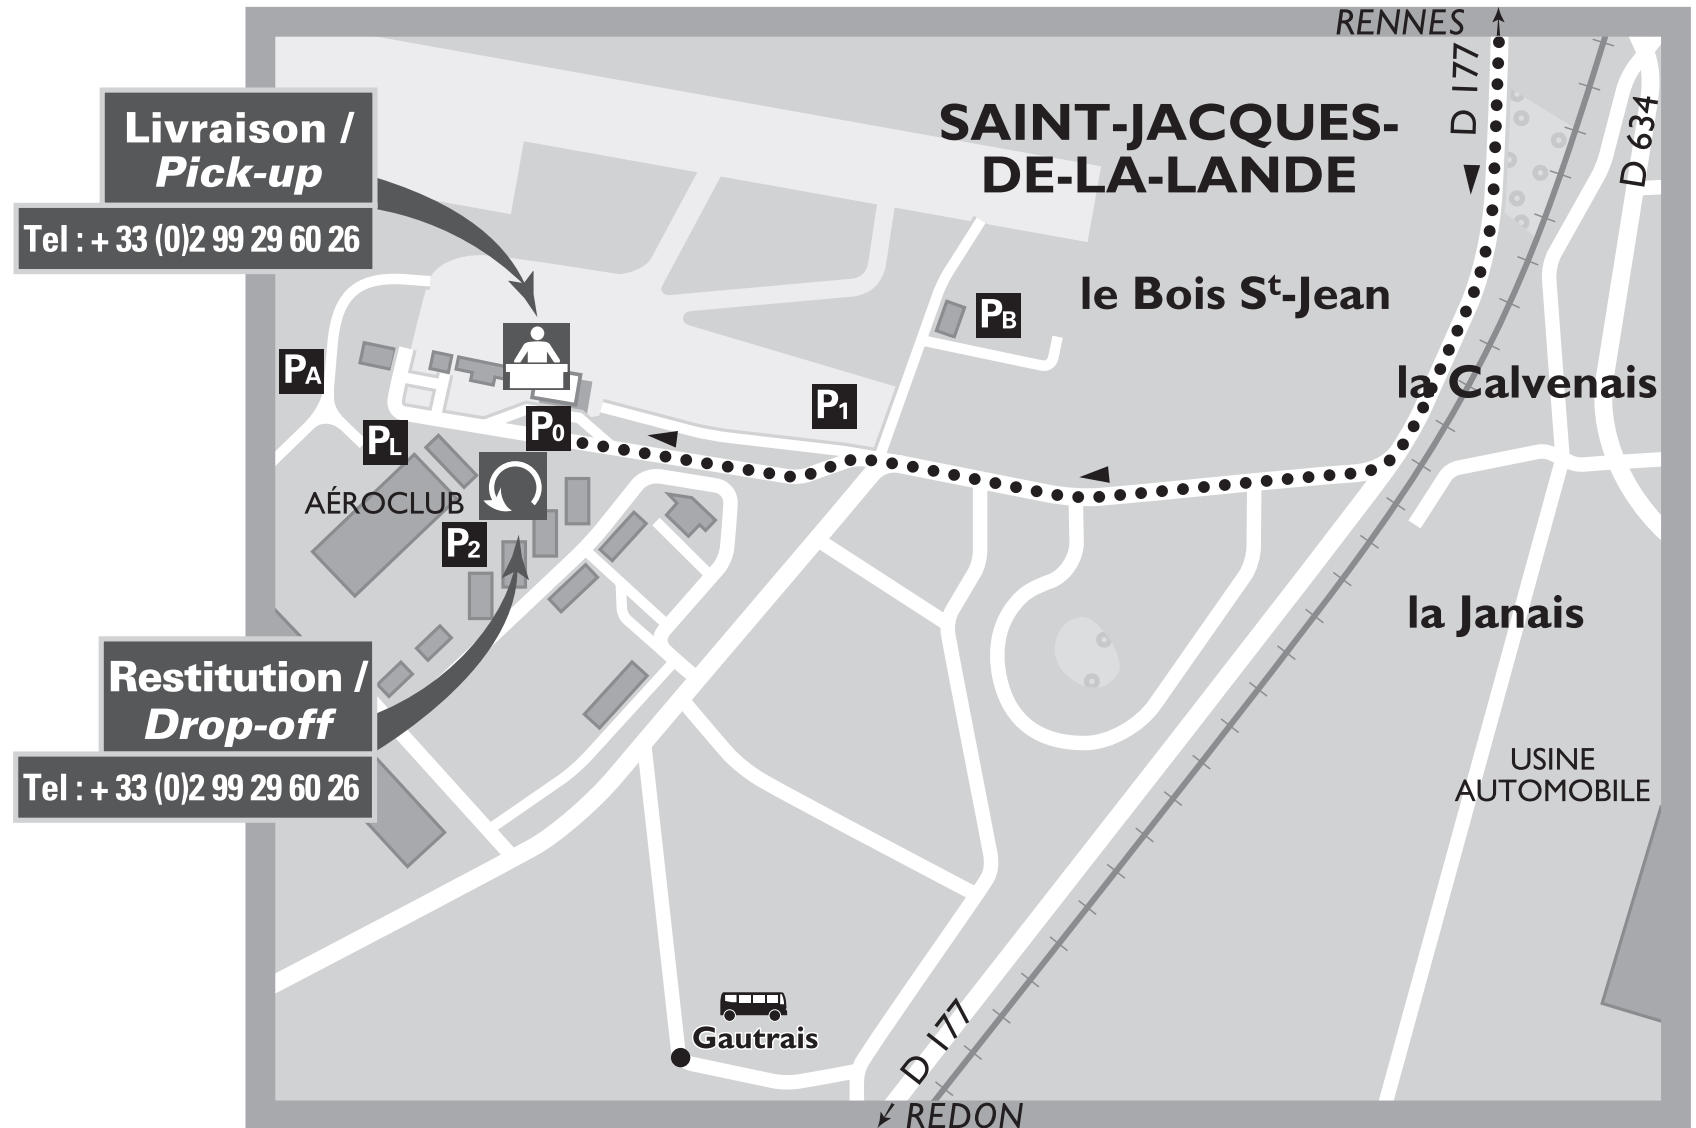 RENNES
D 177
D 634
SAINT-JACQUES-
DE-LA-LANDE
Livraison /
Pick-up
Tel : + 33 (0)2 99 29 60 26
le Bois St-Jean
PB
PA
la Calvenais
P1
P0
PL
AÉROCLUB
P2
la Janais
Restitution /
Drop-off
Tel : + 33 (0)2 99 29 60 26
USINE
AUTOMOBILE
Gautrais
D 177
REDON